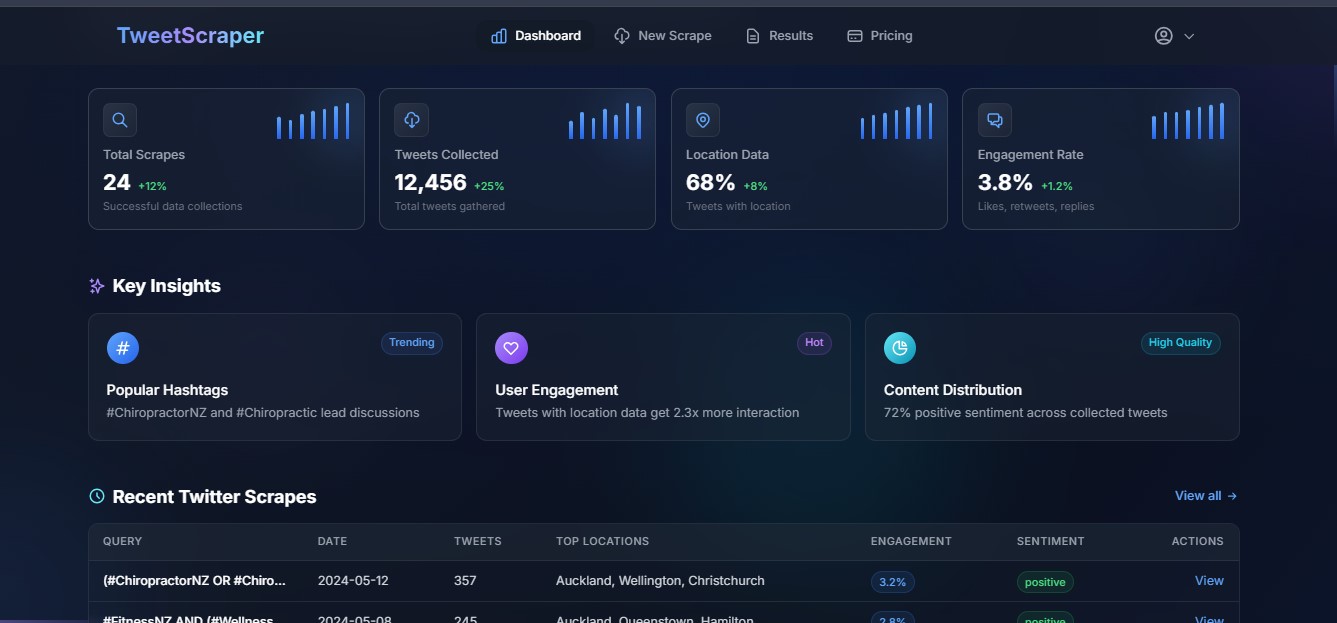 TweetScraper
Dashboard
New Scrape
Results
Pricing
Total Scrapes
24 +12%
Successful data collections
Tweets Collected
12,456 +25%
Total tweets gathered
Location Data
68% +8%
Tweets with location
Engagement Rate
3.8% +1.2%
Likes, retweets, replies
Key Insights
Trending
Popular Hashtags
#ChiropractorNZ and #Chiropractic lead discussions
Hot
User Engagement
Tweets with location data get 2.3x more interaction
High Quality
Content Distribution
72% positive sentiment across collected tweets
Recent Twitter Scrapes
View all →
QUERY DATE TWEETS TOP LOCATIONS ENGAGEMENT SENTIMENT ACTIONS
(#ChiropractorNZ OR #Chiro... 2024-05-12 357 Auckland, Wellington, Christchurch 3.2% positive View
#FitnessNZ AND (#Wellness... 2024-05-08 245 Auckland, Queenstown, Hamilton 2.8% positive View